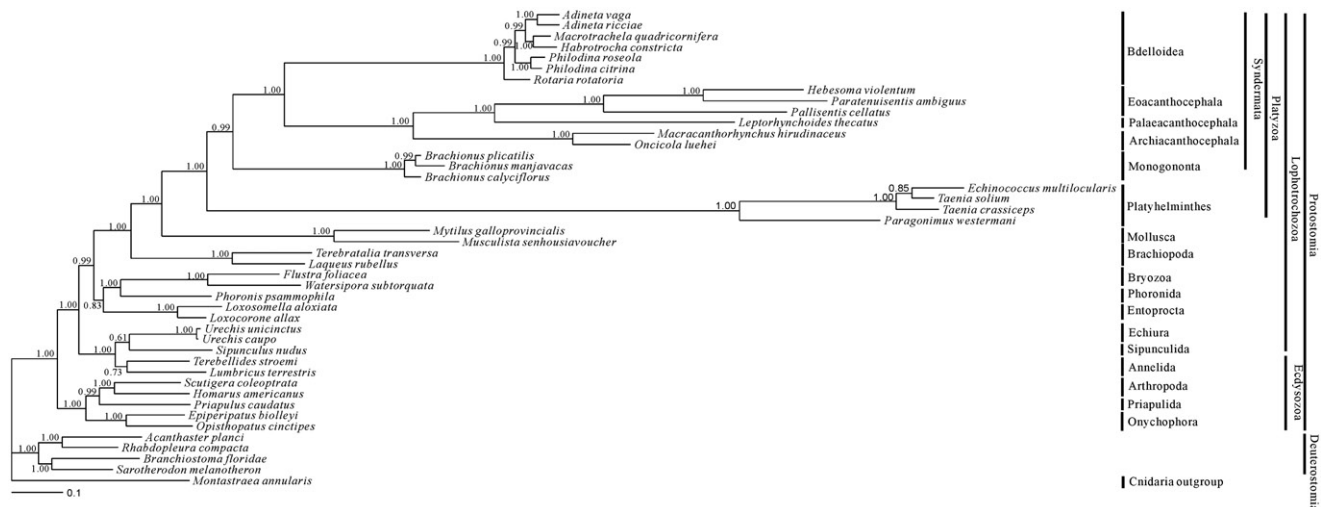 1.00
Adineta vaga
0.99
Adineta ricciae
Macrotrachela quadricornifera
0.99
1.00
Habrotrocha constricta
1.00
Philodina roseola
1.00
Philodina citrina
Rotaria rotatoria
Bdelloidea
1.00
Hebesoma violentum
1.00
Paratenuisentis ambiguus
1.00
Pallisentis cellatus
Eoacanthocephala
1.00
1.00
Leptorhynchoides thecatus
Palaeacanthocephala
0.99
1.00
Macracanthorhynchus hirudinaceus
Oncicola luehei
Archiacanthocephala
0.99
Brachionus plicatilis
1.00
Brachionus manjavacas
Brachionus calyciflorus
Monogononta
1.00
0.85
Echinococcus multilocularis
1.00
Taenia solium
1.00
Taenia crassiceps
Paragonimus westermani
Platyhelminthes
1.00
1.00
Mytilus galloprovincialis
Musculista senhousiavoucher
Mollusca
1.00
1.00
Terebratalia transversa
Laqueus rubellus
Brachiopoda
0.99
1.00
Flustra foliacea
1.00
Watersipora subtorquata
Bryozoa
0.83
Phoronis psammophila
Phoronida
1.00
Loxosomella aloxiata
Loxocorone allax
Entoprocta
1.00
1.00
Urechis unicinctus
0.61
Urechis caupo
Echiura
1.00
Sipunculus nudus
Sipunculida
1.00
Terebellides stroemi
0.73
Lumbricus terrestris
Annelida
1.00
Scutigera coleoptrata
0.99
Homarus americanus
Arthropoda
1.00
Priapulus caudatus
Priapulida
1.00
Epiperipatus biolleyi
Opisthopatus cinctipes
Onychophora
1.00
Acanthaster planci
1.00
Rhabdopleura compacta
Branchiostoma floridae
1.00
Sarotherodon melanotheron
Montastraea annularis
Cnidaria outgroup
0.1
Syndermata
Platyzoa
Lophotrochozoa
Ecdysozoa
Protostomia
Deuterostomia